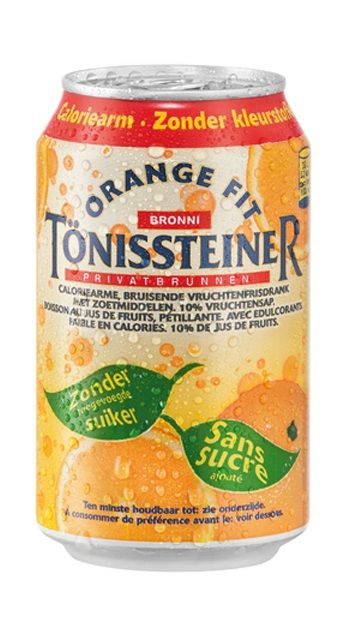 Caloriearm · Zonder kleurstof
ORANGE FIT
BRONNI
TÖNISSTEINER
PRIVATBRUNNEN
CALORIEARME, BRUISENDE VRUCHTENFRISDRANK
MET ZOETMIDDELEN. 10% VRUCHTENSAP.
BOISSON AU JUS DE FRUITS, PÉTILLANTE. AVEC EDULCORANTS
FAIBLE EN CALORIES. 10% DE JUS DE FRUITS.
Zonder
toegevoegde
suiker
Sans
sucre
ajouté
Ten minste houdbaar tot: zie onderzijde.
A consommer de préférence avant le: voir dessous.